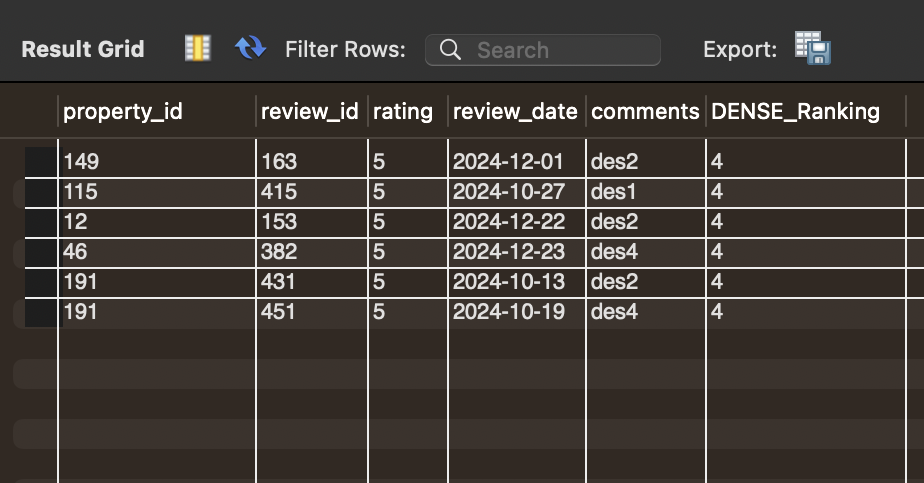 Result Grid Filter Rows: Search Export:
property_id review_id rating review_date comments DENSE_Ranking
149 163 5 2024-12-01 des2 4
115 415 5 2024-10-27 des1 4
12 153 5 2024-12-22 des2 4
46 382 5 2024-12-23 des4 4
191 431 5 2024-10-13 des2 4
191 451 5 2024-10-19 des4 4